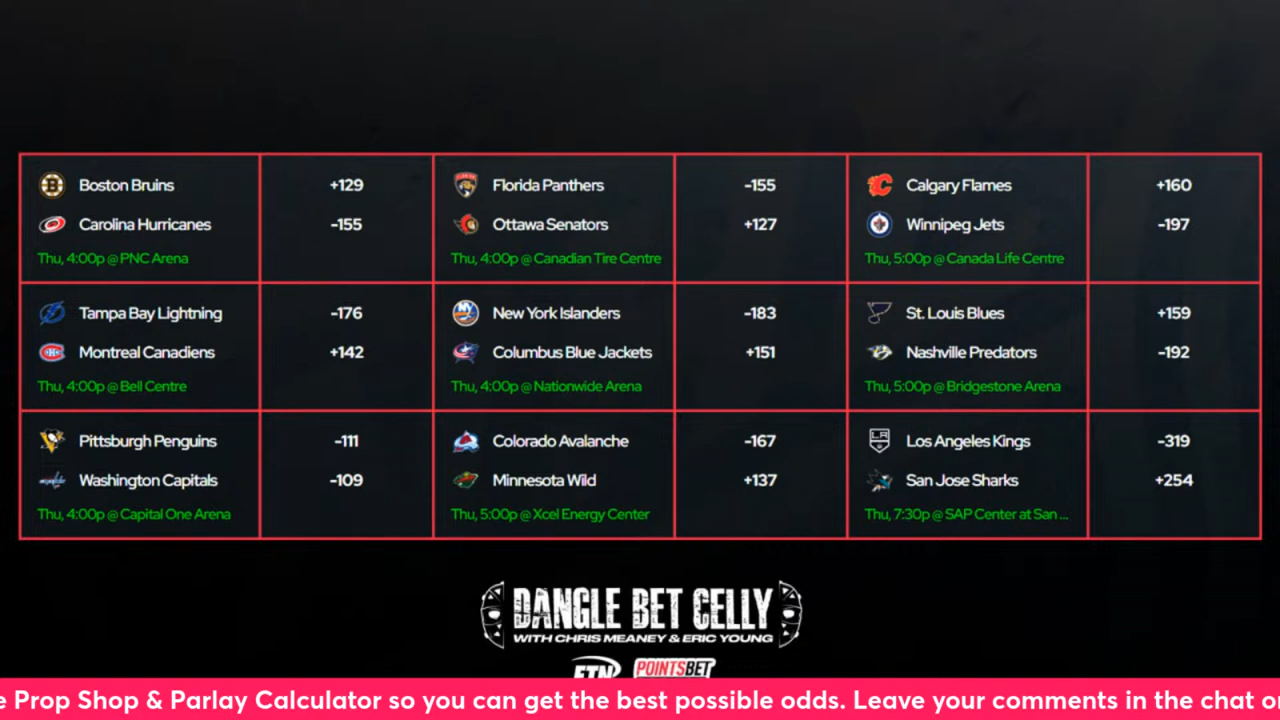 Boston Bruins +129
Carolina Hurricanes -155
Thu, 4:00p @ PNC Arena
Florida Panthers -155
Ottawa Senators +127
Thu, 4:00p @ Canadian Tire Centre
Calgary Flames +160
Winnipeg Jets -197
Thu, 5:00p @ Canada Life Centre
Tampa Bay Lightning -176
Montreal Canadiens +142
Thu, 4:00p @ Bell Centre
New York Islanders -183
Columbus Blue Jackets +151
Thu, 4:00p @ Nationwide Arena
St. Louis Blues +159
Nashville Predators -192
Thu, 5:00p @ Bridgestone Arena
Pittsburgh Penguins -111
Washington Capitals -109
Thu, 4:00p @ Capital One Arena
Colorado Avalanche -167
Minnesota Wild +137
Thu, 5:00p @ Xcel Energy Center
Los Angeles Kings -319
San Jose Sharks +254
Thu, 7:30p @ SAP Center at San ...
DANGLE BET CELLY
WITH CHRIS MEANEY & ERIC YOUNG
FTN POINTSBET
e Prop Shop & Parlay Calculator so you can get the best possible odds. Leave your comments in the chat o